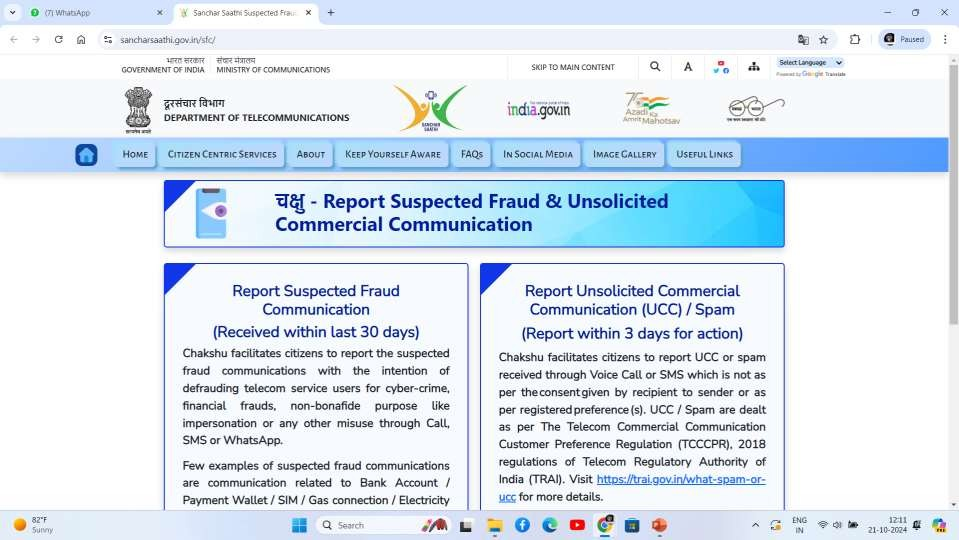 (7) WhatsApp
Sanchar Saathi Suspected Frau
sancharsaathi.gov.in/sfc/
Paused
भारत सरकार
GOVERNMENT OF INDIA
संचार मंत्रालय
MINISTRY OF COMMUNICATIONS
SKIP TO MAIN CONTENT
A
Select Language
Powered by Google Translate
दूरसंचार विभाग
DEPARTMENT OF TELECOMMUNICATIONS
सत्यमेव जयते
SANCHAR
SAATHI
india.gov.in
Azadi Ka
Amrit Mahotsav
Home
Citizen Centric Services
About
Keep Yourself Aware
FAQs
In Social Media
Image Gallery
Useful Links
चक्षु - Report Suspected Fraud & Unsolicited
Commercial Communication
Report Suspected Fraud
Communication
(Received within last 30 days)
Chakshu facilitates citizens to report the suspected
fraud communications with the intention of
defrauding telecom service users for cyber-crime,
financial frauds, non-bonafide purpose like
impersonation or any other misuse through Call,
SMS or WhatsApp.
Few examples of suspected fraud communications
are communication related to Bank Account /
Payment Wallet / SIM / Gas connection / Electricity
Report Unsolicited Commercial
Communication (UCC) / Spam
(Report within 3 days for action)
Chakshu facilitates citizens to report UCC or spam
received through Voice Call or SMS which is not as
per the consent given by recipient to sender or as
per registered preference(s). UCC / Spam are dealt
as per The Telecom Commercial Communication
Customer Preference Regulation (TCCCPR), 2018
regulations of Telecom Regulatory Authority of
India (TRAI). Visit https://trai.gov.in/what-spam-or-
ucc for more details.
82°F
Sunny
Search
ENG
IN
12:11
21-10-2024